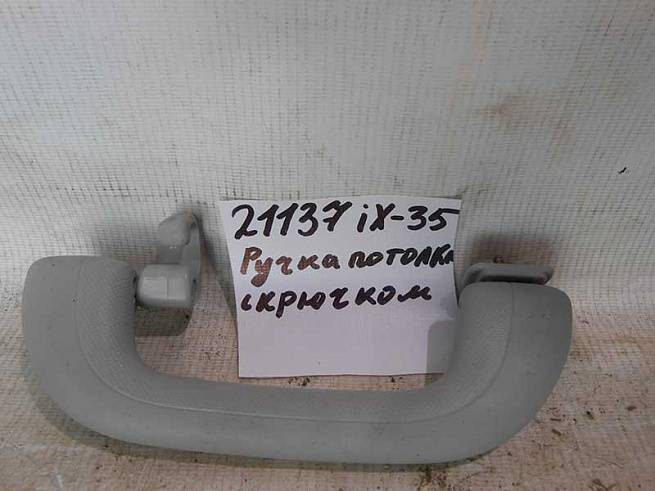 21137 iX-35
Ручка потолка
с крючком